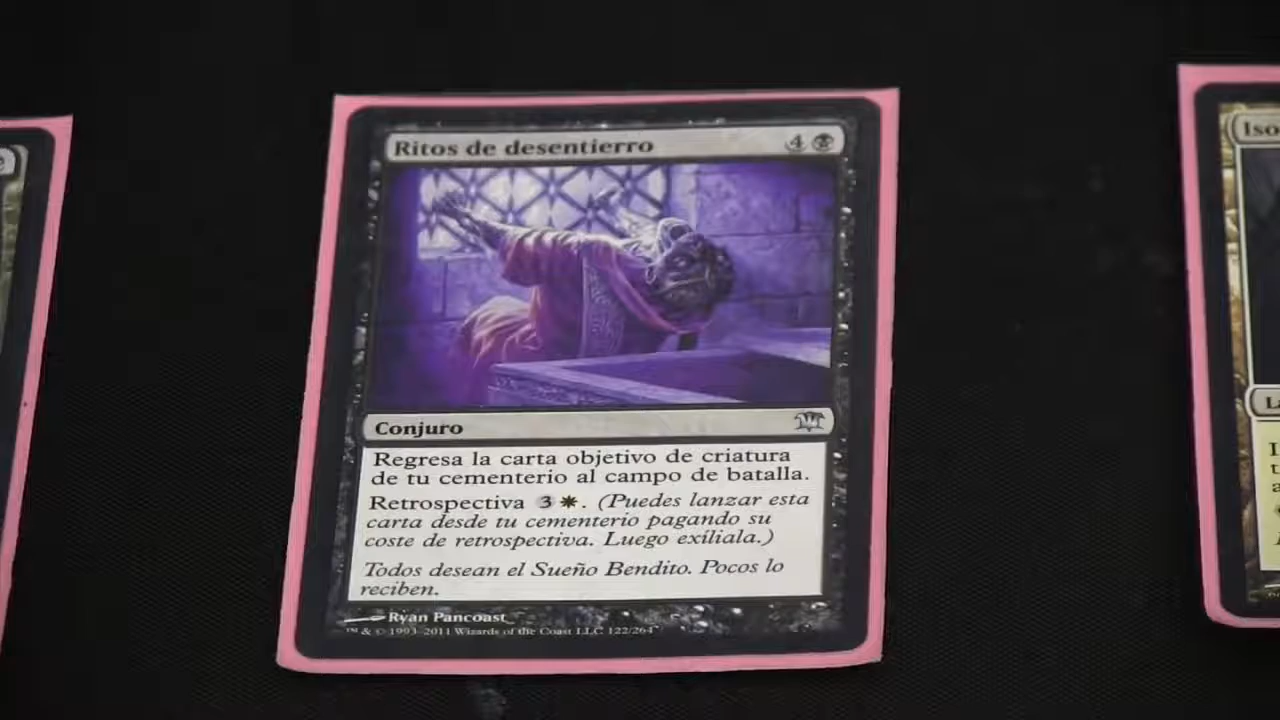 Ritos de desentierro 4
Conjuro
Regresa la carta objetivo de criatura
de tu cementerio al campo de batalla.
Retrospectiva 3 . (Puedes lanzar esta
carta desde tu cementerio pagando su
coste de retrospectiva. Luego exíliala.)
Todos desean el Sueño Bendito. Pocos lo
reciben.
Ryan Pancoast
™ & © 1993–2011 Wizards of the Coast LLC 122/264
Iso